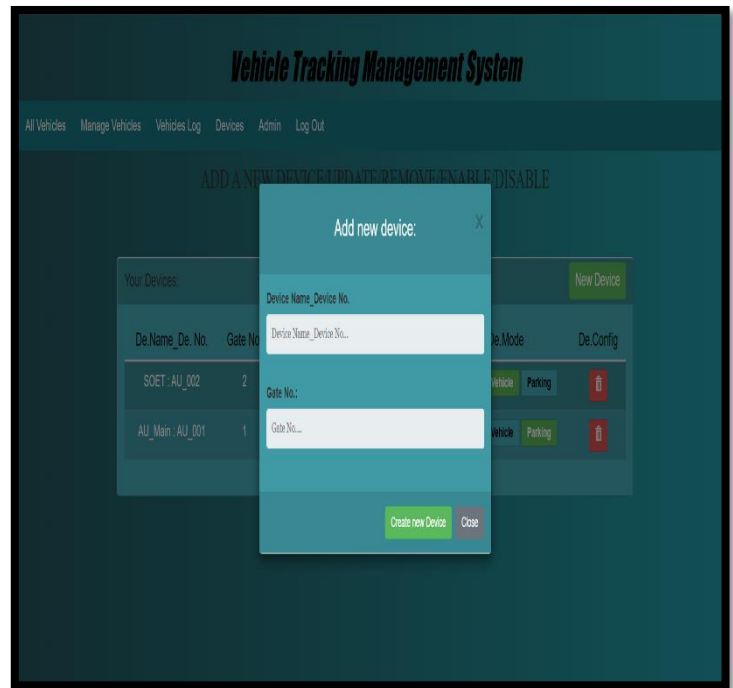 Vehicle Tracking Management System
All Vehicles Manage Vehicles Vehicles Log Devices Admin Log Out
ADD A NEW DEVICE/UPDATE/REMOVE/ENABLE/DISABLE
Add new device: X
Your Devices: New Device
Device Name_Device No.
Device Name_Device No...
De.Name_De. No. Gate No De.Mode De.Config
SOET : AU_002 2 Vehicle Parking
Gate No.:
Gate No....
AU_Main : AU_001 1 Vehicle Parking
Create new Device Close